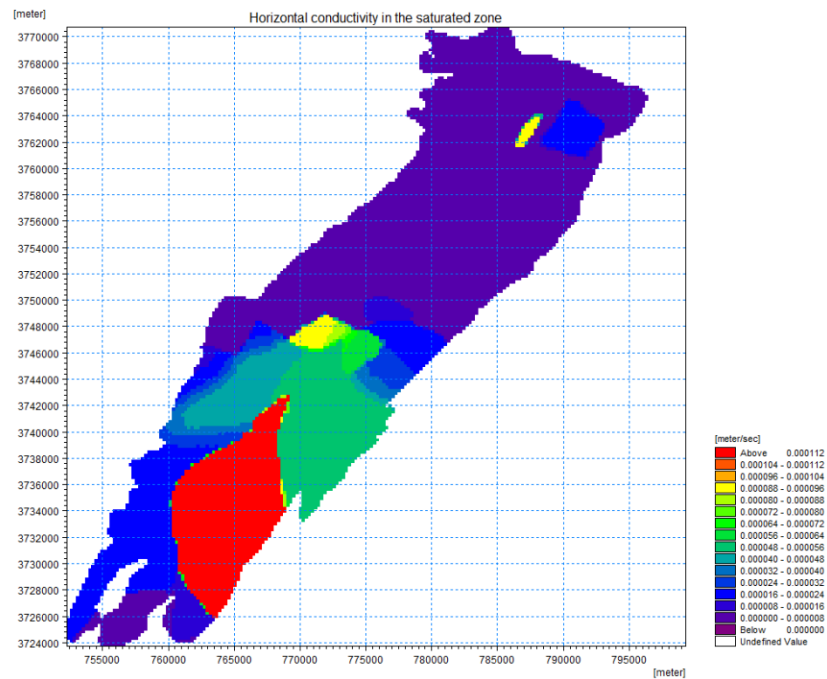 [meter]
Horizontal conductivity in the saturated zone
3770000
3768000
3766000
3764000
3762000
3760000
3758000
3756000
3754000
3752000
3750000
3748000
3746000
3744000
3742000
3740000
3738000
3736000
3734000
3732000
3730000
3728000
3726000
3724000
755000 760000 765000 770000 775000 780000 785000 790000 795000
[meter]
[meter/sec]
Above 0.000112
0.000104 - 0.000112
0.000096 - 0.000104
0.000088 - 0.000096
0.000080 - 0.000088
0.000072 - 0.000080
0.000064 - 0.000072
0.000056 - 0.000064
0.000048 - 0.000056
0.000040 - 0.000048
0.000032 - 0.000040
0.000024 - 0.000032
0.000016 - 0.000024
0.000008 - 0.000016
0.000000 - 0.000008
Below 0.000000
Undefined Value